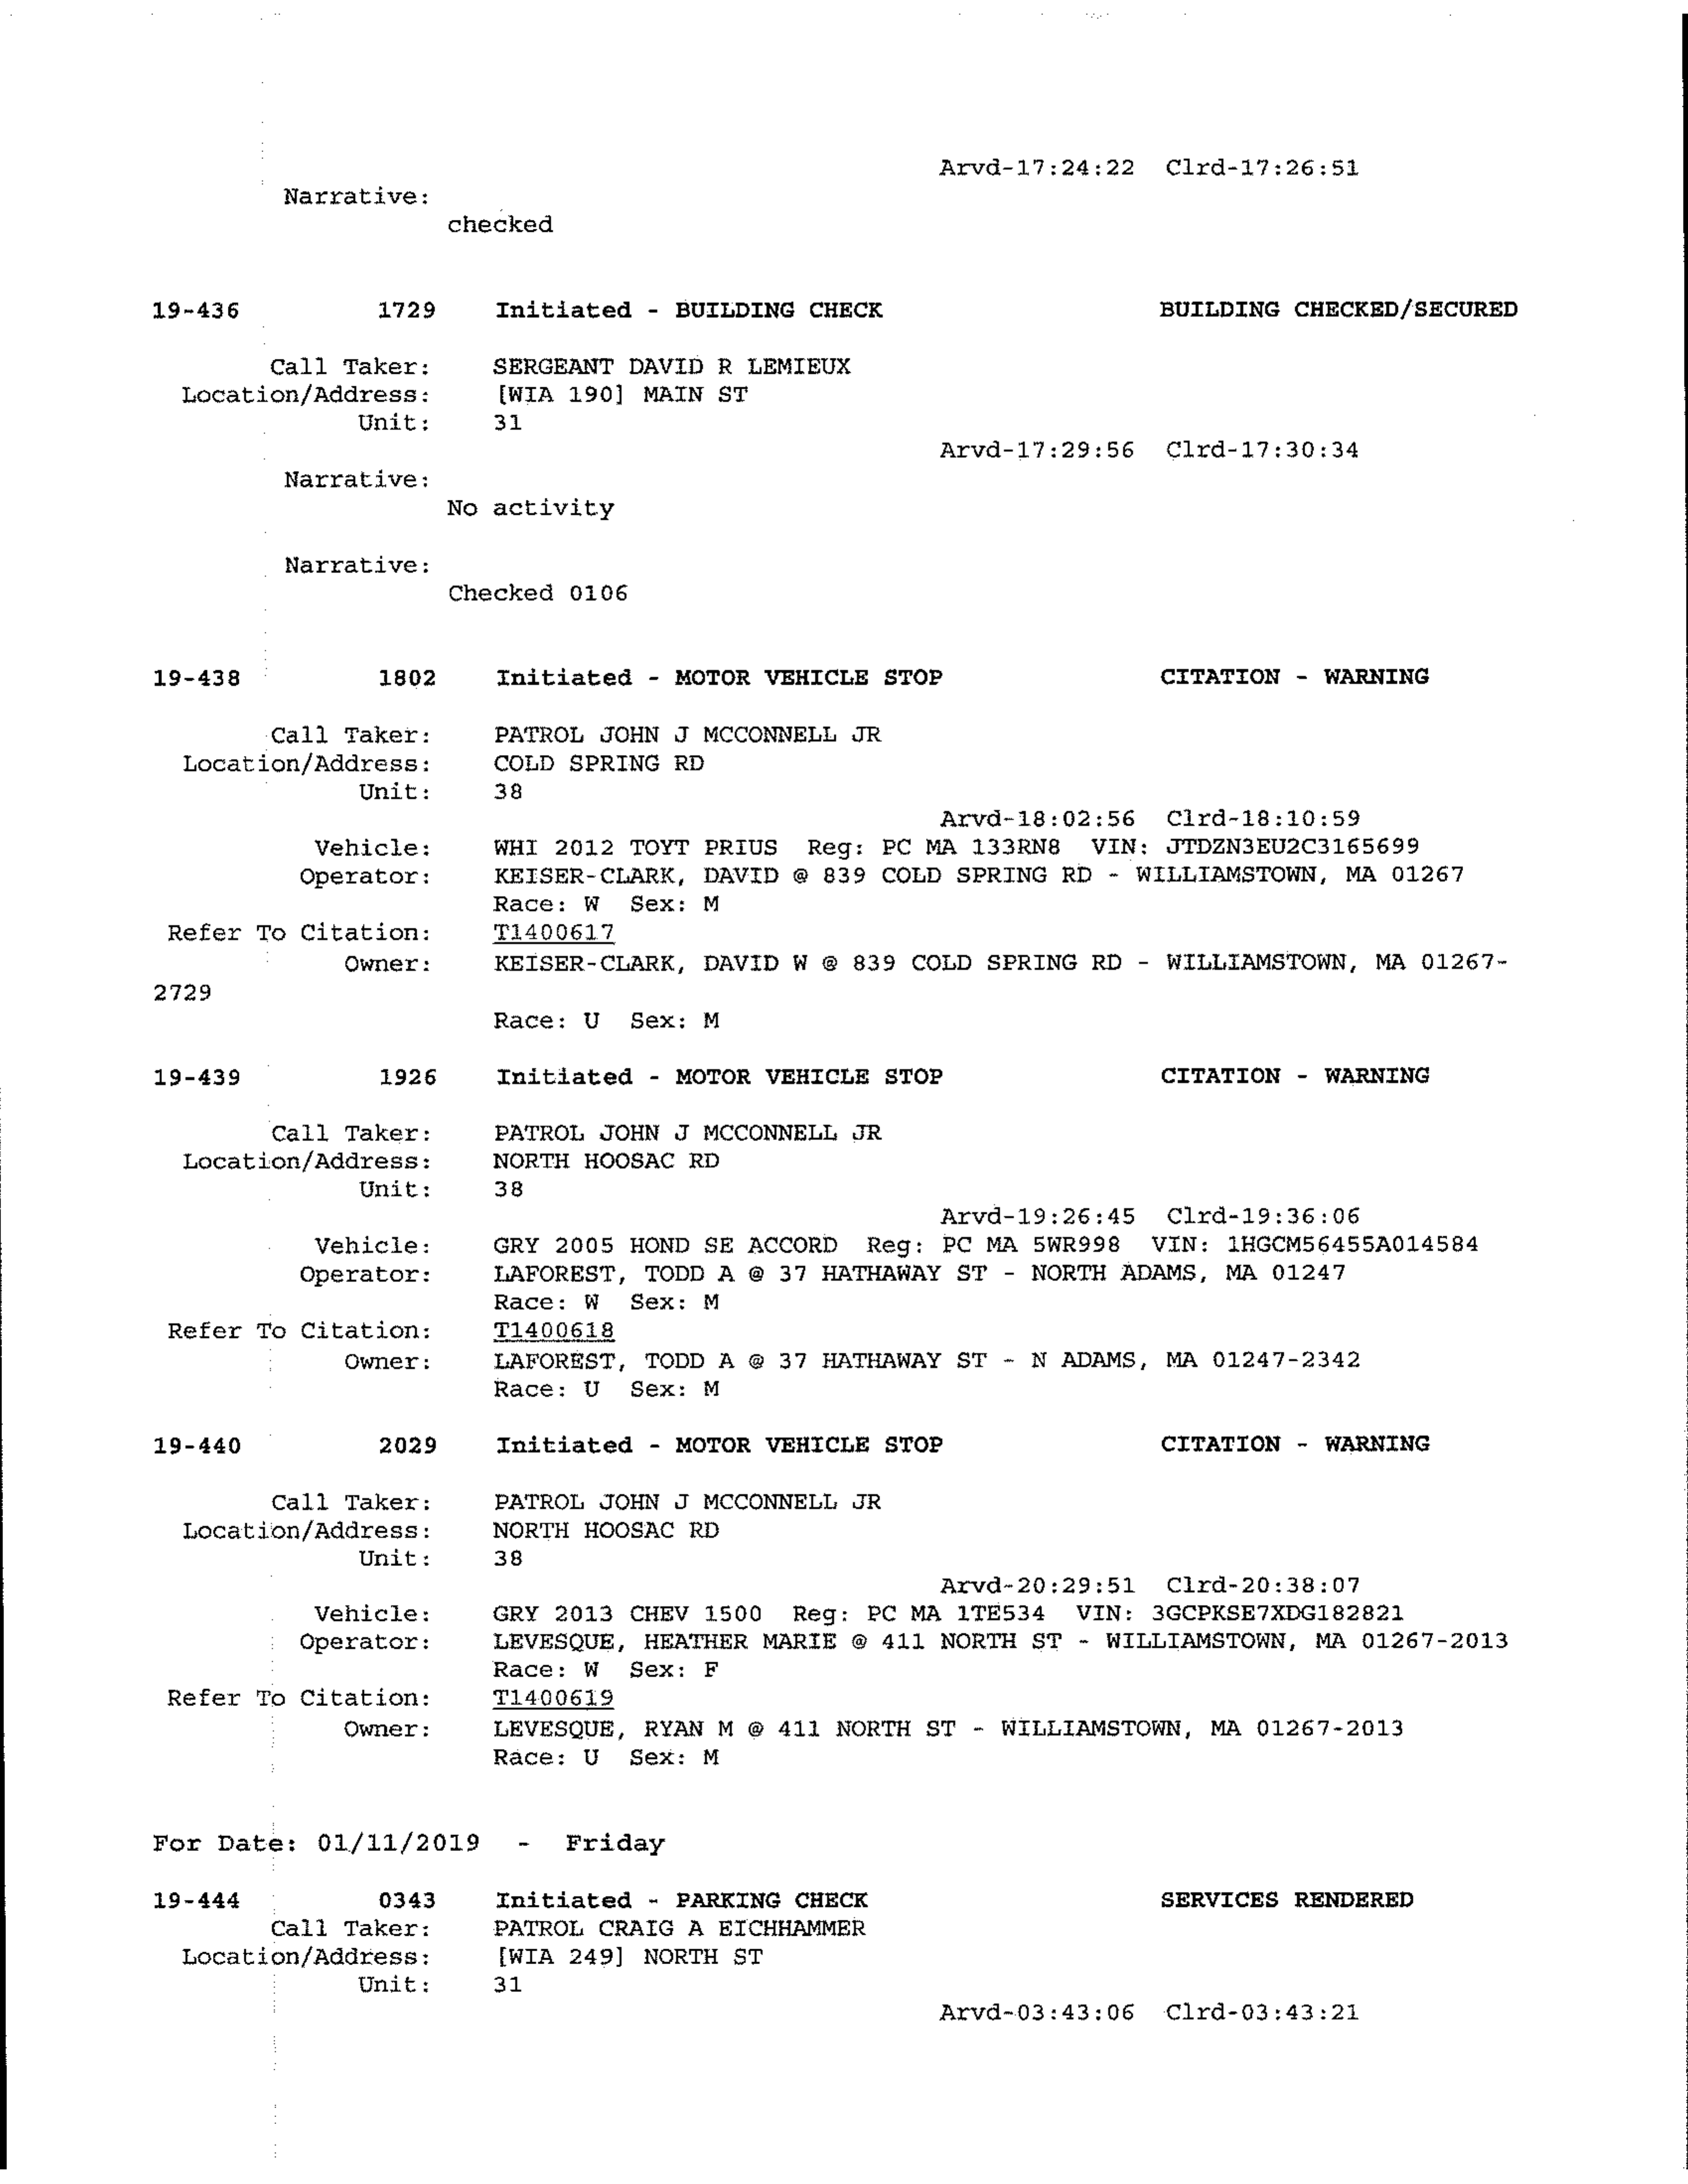 Arvd-17:24:22 Clrd-17:26:51
Narrative:
checked
19-436 1729 Initiated - BUILDING CHECK BUILDING CHECKED/SECURED
Call Taker: SERGEANT DAVID R LEMIEUX
Location/Address: [WIA 190] MAIN ST
Unit: 31
Arvd-17:29:56 Clrd-17:30:34
Narrative:
No activity
Narrative:
Checked 0106
19-438 1802 Initiated - MOTOR VEHICLE STOP CITATION - WARNING
Call Taker: PATROL JOHN J MCCONNELL JR
Location/Address: COLD SPRING RD
Unit: 38
Arvd-18:02:56 Clrd-18:10:59
Vehicle: WHI 2012 TOYT PRIUS Reg: PC MA 133RN8 VIN: JTDZN3EU2C3165699
Operator: KEISER-CLARK, DAVID @ 839 COLD SPRING RD - WILLIAMSTOWN, MA 01267
Race: W Sex: M
Refer To Citation: T1400617
Owner: KEISER-CLARK, DAVID W @ 839 COLD SPRING RD - WILLIAMSTOWN, MA 01267-
2729
Race: U Sex: M
19-439 1926 Initiated - MOTOR VEHICLE STOP CITATION - WARNING
Call Taker: PATROL JOHN J MCCONNELL JR
Location/Address: NORTH HOOSAC RD
Unit: 38
Arvd-19:26:45 Clrd-19:36:06
Vehicle: GRY 2005 HOND SE ACCORD Reg: PC MA 5WR998 VIN: 1HGCM56455A014584
Operator: LAFOREST, TODD A @ 37 HATHAWAY ST - NORTH ADAMS, MA 01247
Race: W Sex: M
Refer To Citation: T1400618
Owner: LAFOREST, TODD A @ 37 HATHAWAY ST - N ADAMS, MA 01247-2342
Race: U Sex: M
19-440 2029 Initiated - MOTOR VEHICLE STOP CITATION - WARNING
Call Taker: PATROL JOHN J MCCONNELL JR
Location/Address: NORTH HOOSAC RD
Unit: 38
Arvd-20:29:51 Clrd-20:38:07
Vehicle: GRY 2013 CHEV 1500 Reg: PC MA 1TE534 VIN: 3GCPKSE7XDG182821
Operator: LEVESQUE, HEATHER MARIE @ 411 NORTH ST - WILLIAMSTOWN, MA 01267-2013
Race: W Sex: F
Refer To Citation: T1400619
Owner: LEVESQUE, RYAN M @ 411 NORTH ST - WILLIAMSTOWN, MA 01267-2013
Race: U Sex: M
For Date: 01/11/2019 - Friday
19-444 0343 Initiated - PARKING CHECK SERVICES RENDERED
Call Taker: PATROL CRAIG A EICHHAMMER
Location/Address: [WIA 249] NORTH ST
Unit: 31
Arvd-03:43:06 Clrd-03:43:21